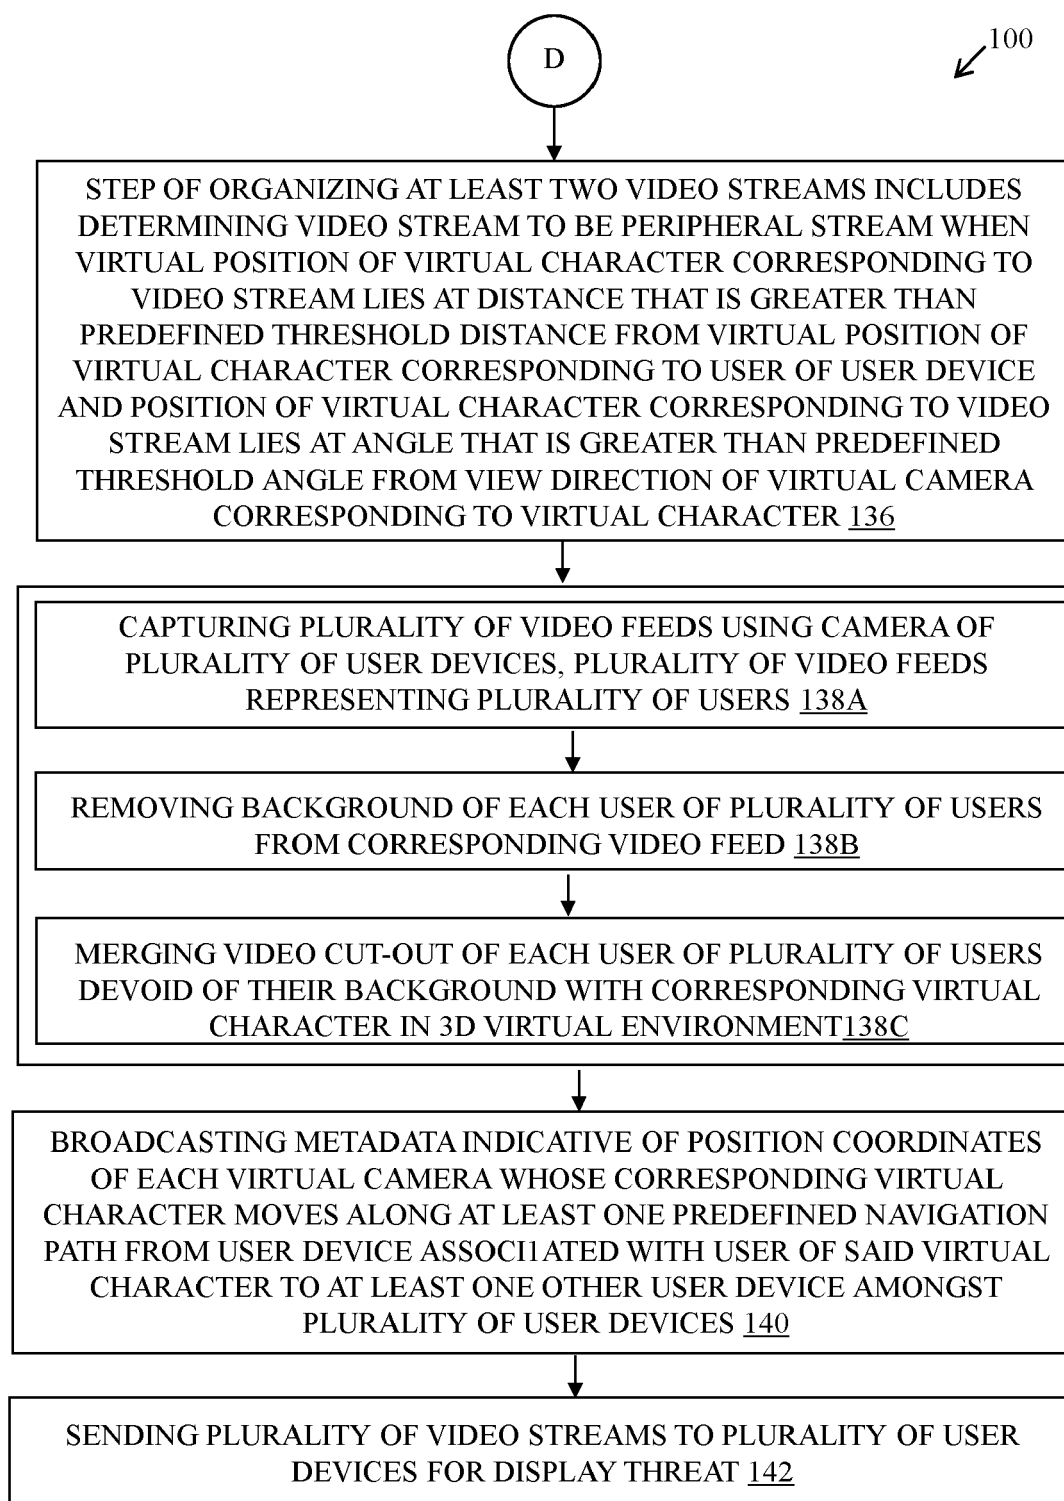 D
100
STEP OF ORGANIZING AT LEAST TWO VIDEO STREAMS INCLUDES
DETERMINING VIDEO STREAM TO BE PERIPHERAL STREAM WHEN
VIRTUAL POSITION OF VIRTUAL CHARACTER CORRESPONDING TO
VIDEO STREAM LIES AT DISTANCE THAT IS GREATER THAN
PREDEFINED THRESHOLD DISTANCE FROM VIRTUAL POSITION OF
VIRTUAL CHARACTER CORRESPONDING TO USER OF USER DEVICE
AND POSITION OF VIRTUAL CHARACTER CORRESPONDING TO VIDEO
STREAM LIES AT ANGLE THAT IS GREATER THAN PREDEFINED
THRESHOLD ANGLE FROM VIEW DIRECTION OF VIRTUAL CAMERA
CORRESPONDING TO VIRTUAL CHARACTER 136
CAPTURING PLURALITY OF VIDEO FEEDS USING CAMERA OF
PLURALITY OF USER DEVICES, PLURALITY OF VIDEO FEEDS
REPRESENTING PLURALITY OF USERS 138A
REMOVING BACKGROUND OF EACH USER OF PLURALITY OF USERS
FROM CORRESPONDING VIDEO FEED 138B
MERGING VIDEO CUT-OUT OF EACH USER OF PLURALITY OF USERS
DEVOID OF THEIR BACKGROUND WITH CORRESPONDING VIRTUAL
CHARACTER IN 3D VIRTUAL ENVIRONMENT138C
BROADCASTING METADATA INDICATIVE OF POSITION COORDINATES
OF EACH VIRTUAL CAMERA WHOSE CORRESPONDING VIRTUAL
CHARACTER MOVES ALONG AT LEAST ONE PREDEFINED NAVIGATION
PATH FROM USER DEVICE ASSOCI1ATED WITH USER OF SAID VIRTUAL
CHARACTER TO AT LEAST ONE OTHER USER DEVICE AMONGST
PLURALITY OF USER DEVICES 140
SENDING PLURALITY OF VIDEO STREAMS TO PLURALITY OF USER
DEVICES FOR DISPLAY THREAT 142